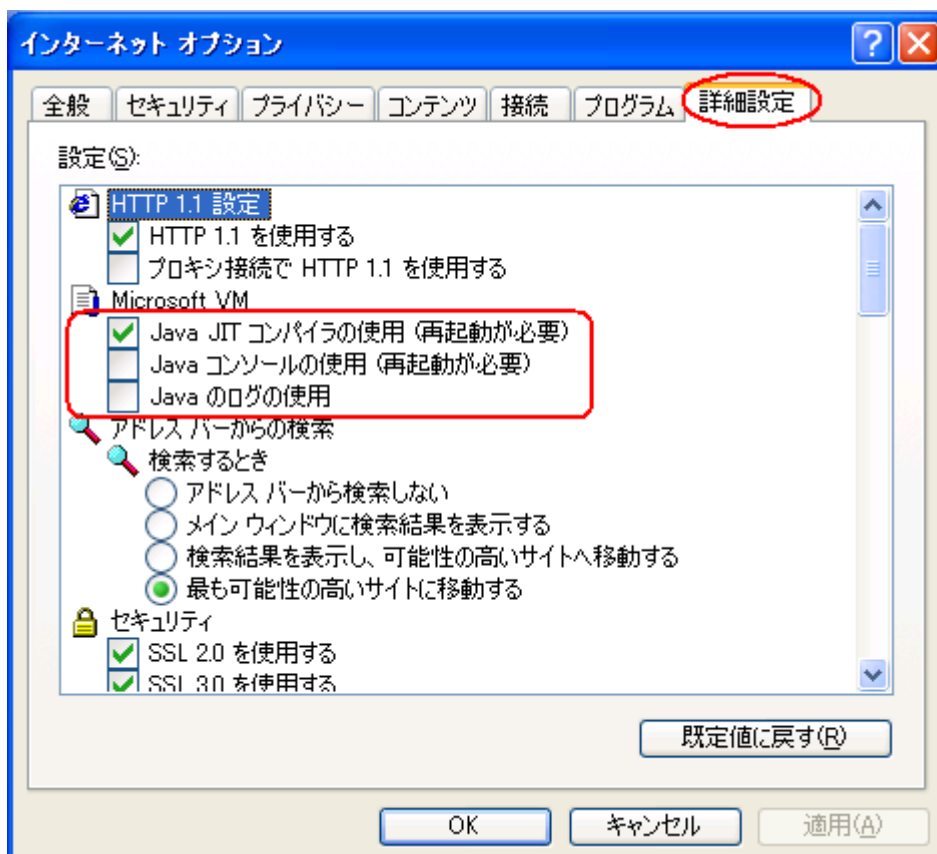 インターネット オプション
全般 セキュリティ プライバシー コンテンツ 接続 プログラム 詳細設定
設定(S):
HTTP 1.1 設定
HTTP 1.1 を使用する
プロキシ接続で HTTP 1.1 を使用する
Microsoft VM
Java JIT コンパイラの使用 (再起動が必要)
Java コンソールの使用 (再起動が必要)
Java のログの使用
アドレス バーからの検索
検索するとき
アドレス バーから検索しない
メイン ウィンドウに検索結果を表示する
検索結果を表示し、可能性の高いサイトへ移動する
最も可能性の高いサイトに移動する
セキュリティ
SSL 2.0 を使用する
SSL 3.0 を使用する
既定値に戻す(R)
OK キャンセル 適用(A)